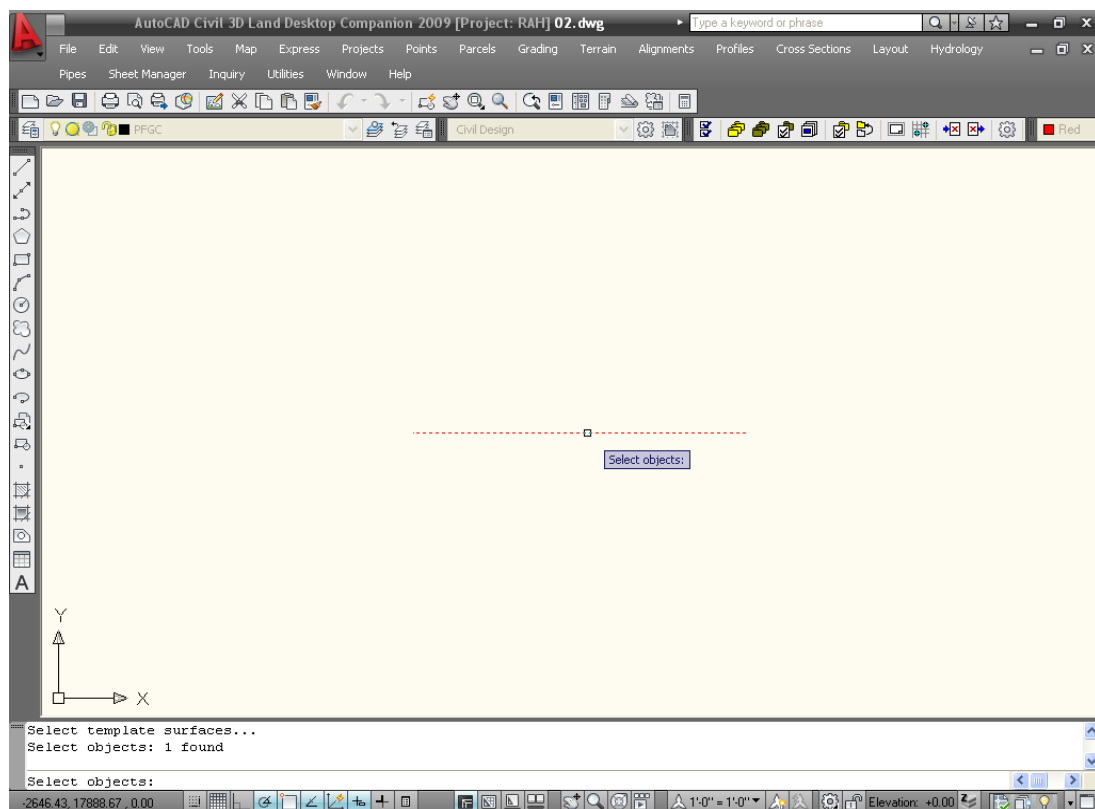 AutoCAD Civil 3D Land Desktop Companion 2009 [Project: RAH] 02.dwg
Type a keyword or phrase
File Edit View Tools Map Express Projects Points Parcels Grading Terrain Alignments Profiles Cross Sections Layout Hydrology
Pipes Sheet Manager Inquiry Utilities Window Help
PFGC
Civil Design
Red
A
Select objects:
Y
X
Select template surfaces...
Select objects: 1 found
Select objects:
-2646.43, 17888.67, 0.00
1'-0" = 1'-0"
Elevation: +0.00